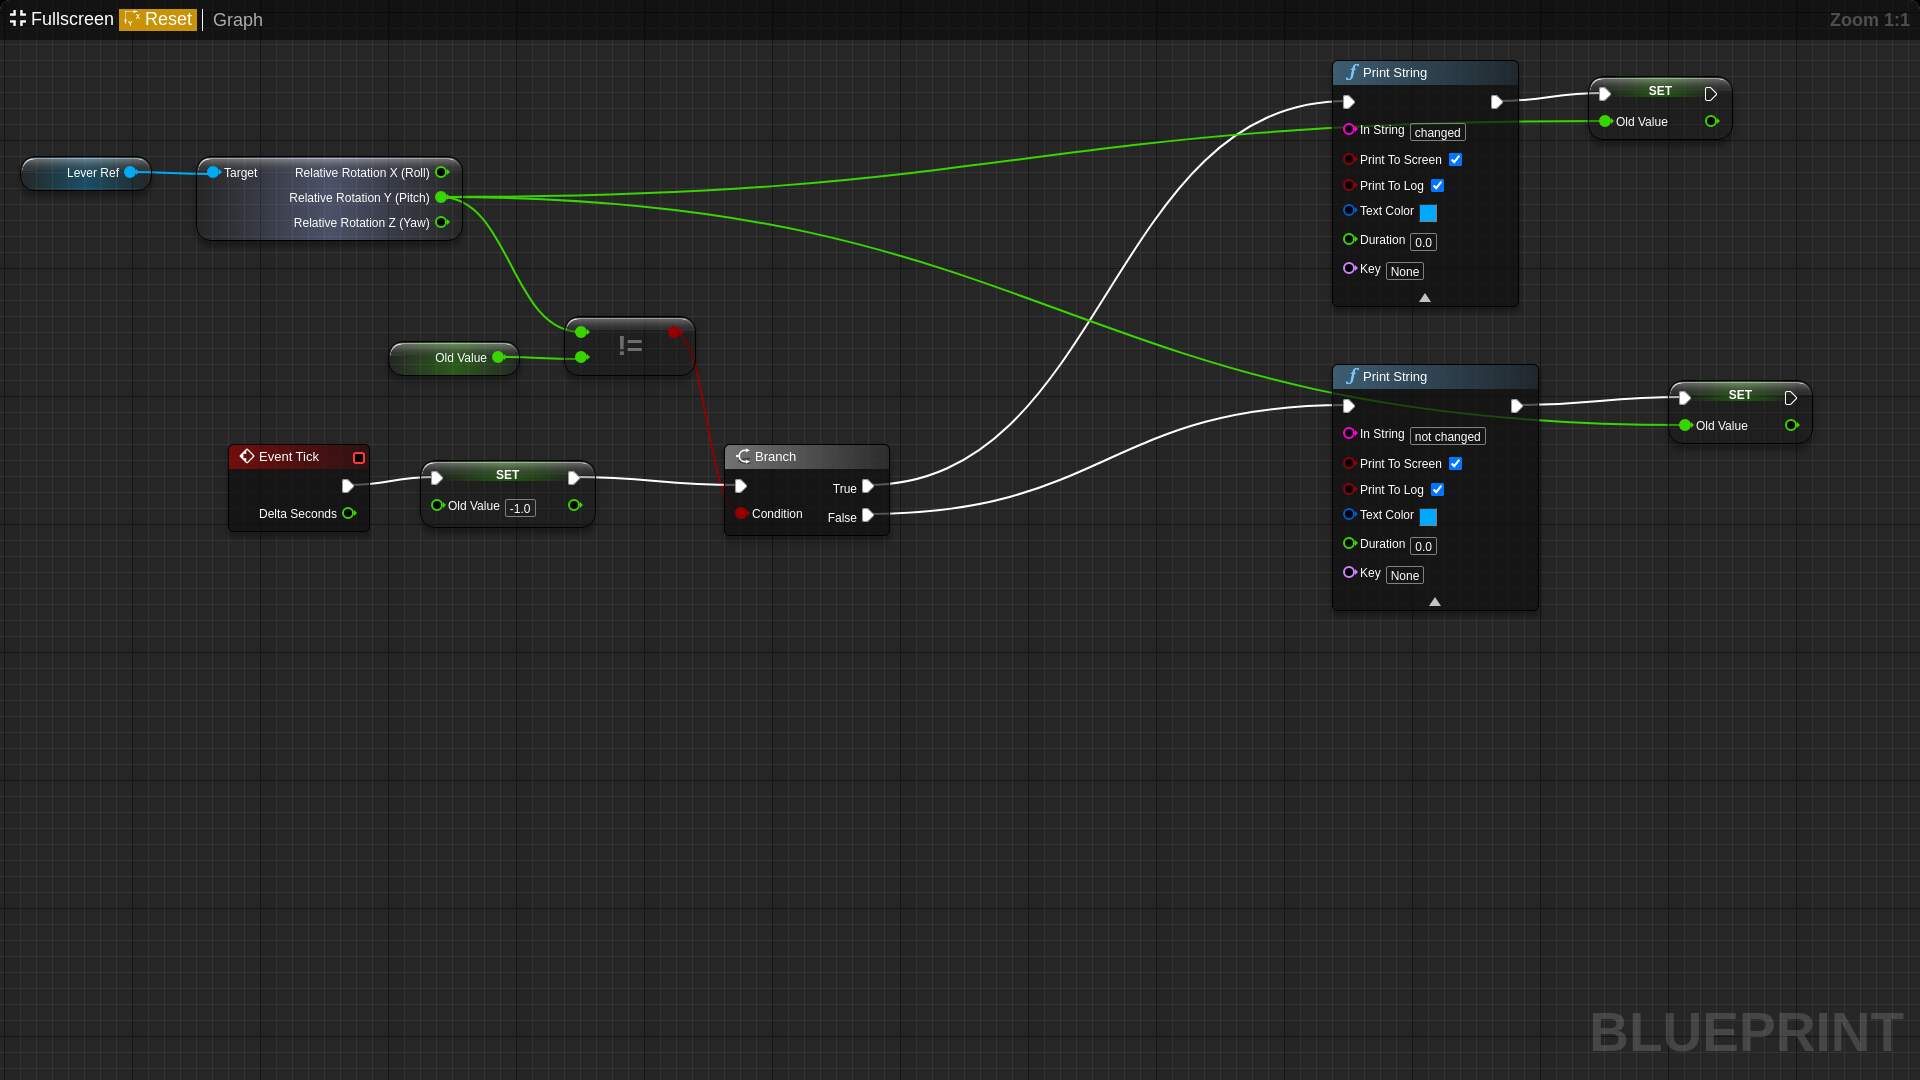 Fullscreen Reset Graph
Zoom 1:1
Lever Ref
Target
Relative Rotation X (Roll)
Relative Rotation Y (Pitch)
Relative Rotation Z (Yaw)
Old Value
!=
Event Tick
Delta Seconds
SET
Old Value -1.0
Branch
True
Condition
False
Print String
In String changed
Print To Screen
Print To Log
Text Color
Duration 0.0
Key None
SET
Old Value
Print String
In String not changed
Print To Screen
Print To Log
Text Color
Duration 0.0
Key None
SET
Old Value
BLUEPRINT